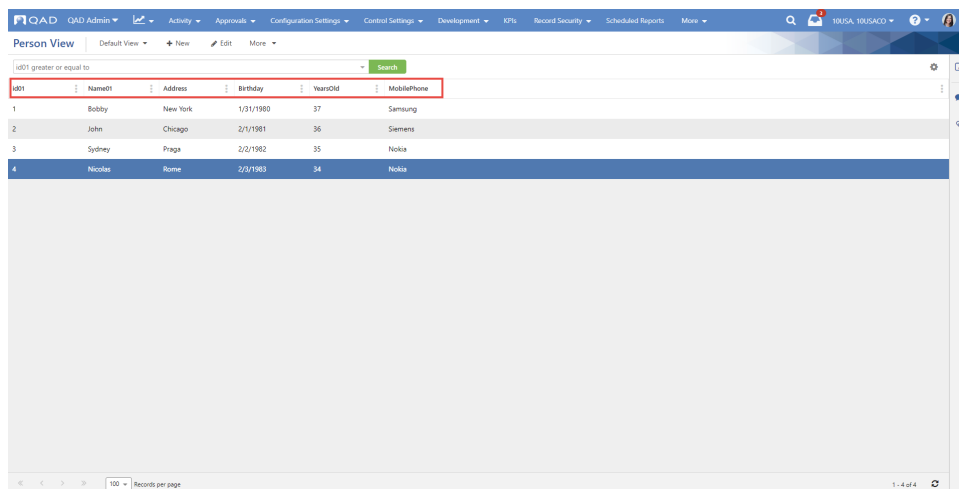 QAD QAD Admin Activity Approvals Configuration Settings Control Settings Development KPIs Record Security Scheduled Reports More 3 10USA, 10USACO ?
Person View Default View + New Edit More
id01 greater or equal to Search
id01 Name01 Address Birthday YearsOld MobilePhone
1 Bobby New York 1/31/1980 37 Samsung
2 John Chicago 2/1/1981 36 Siemens
3 Sydney Praga 2/2/1982 35 Nokia
4 Nicolas Rome 2/3/1983 34 Nokia
100 Records per page 1 - 4 of 4